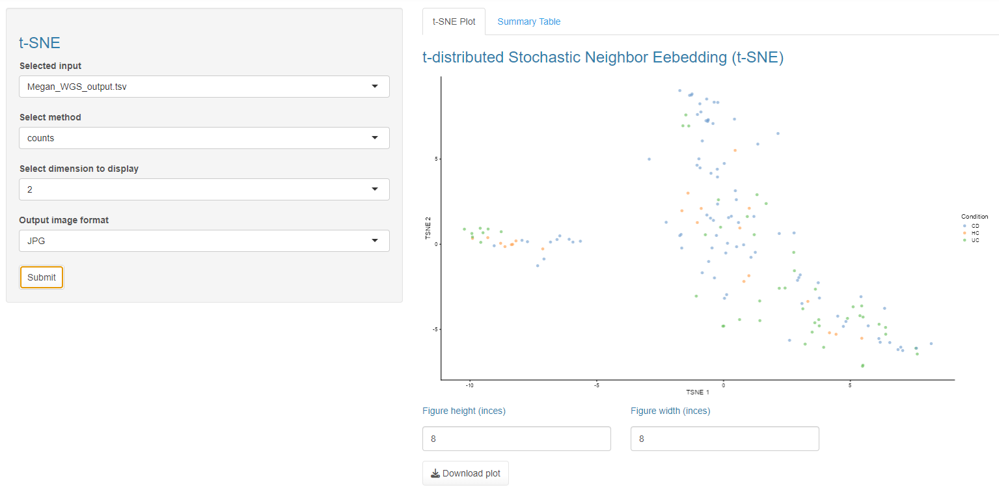 t-SNE
Selected input
Megan_WGS_output.tsv
Select method
counts
Select dimension to display
2
Output image format
JPG
Submit
t-SNE Plot
Summary Table
t-distributed Stochastic Neighbor Eebedding (t-SNE)
TSNE 2
5
0
-5
-10
-5
0
5
TSNE 1
Condition
CD
HC
UC
Figure height (inces)
Figure width (inces)
8
8
Download plot